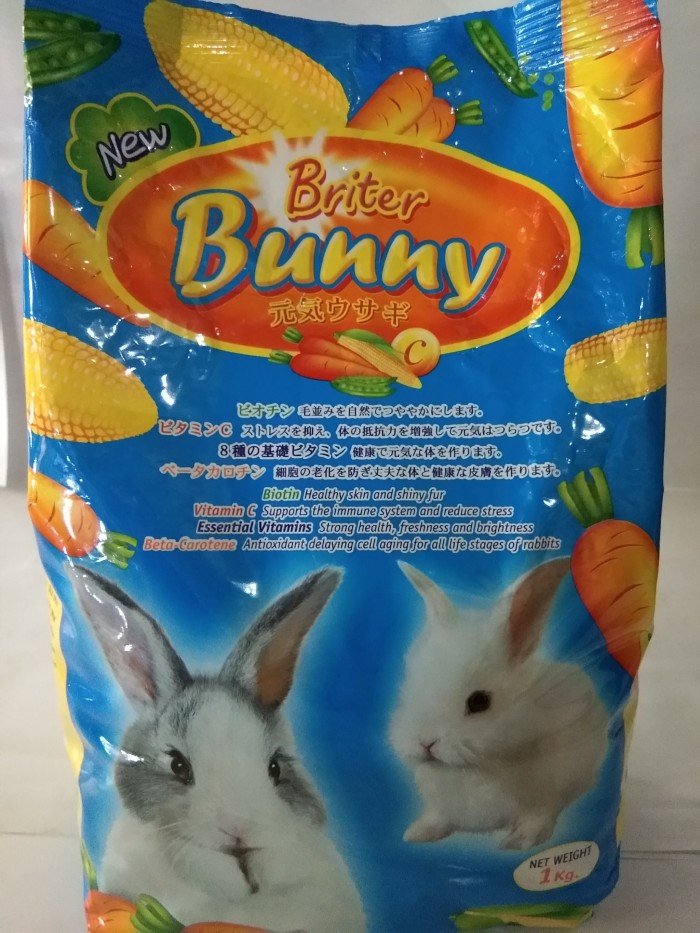 New
Briter
Bunny
元気ウサギ
C
ビオチン 毛並みを自然でつややかにします。
ビタミンC ストレスを抑え、体の抵抗力を増強して元気はつらつです。
8種の基礎ビタミン 健康で元気な体を作ります。
ベータカロチン 細胞の老化を防ぎ丈夫な体と健康な皮膚を作ります。
Biotin Healthy skin and shiny fur
Vitamin C Supports the immune system and reduce stress
Essential Vitamins Strong health, freshness and brightness
Beta-Carotene Antioxidant delaying cell aging for all life stages of rabbits
NET WEIGHT
1 Kg.